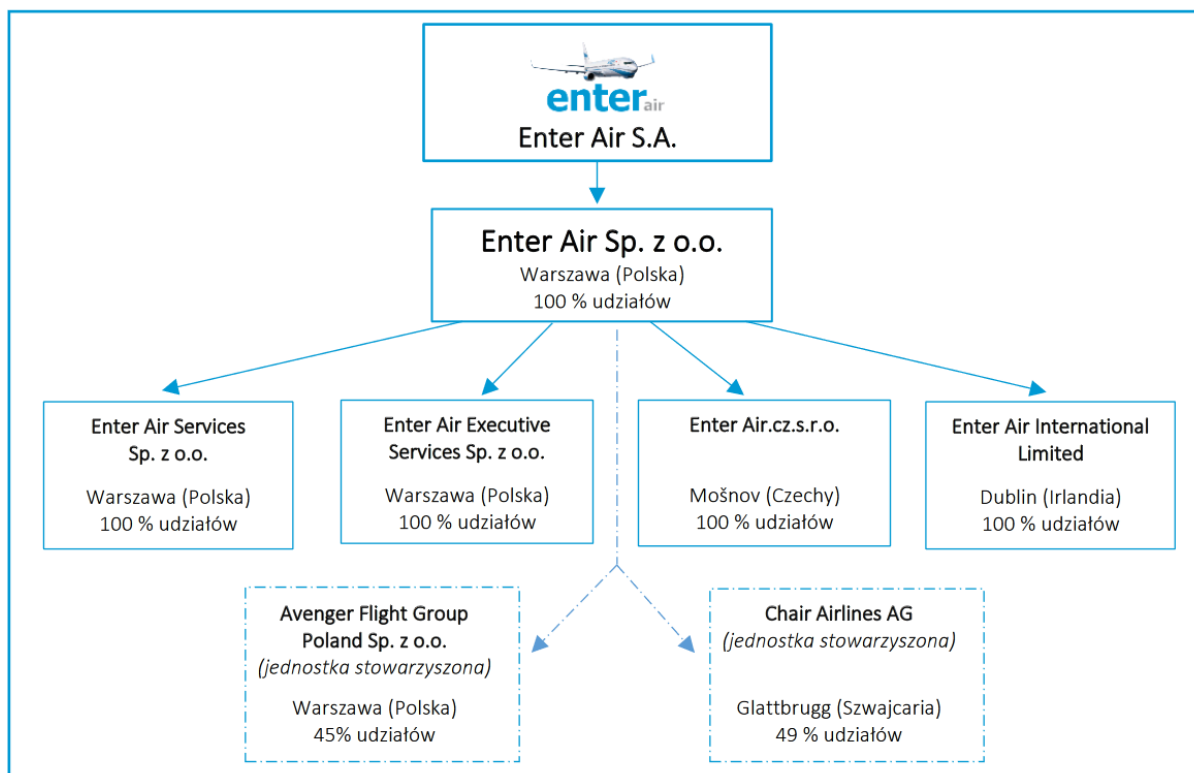 enter air
Enter Air S.A.
Enter Air Sp. z o.o.
Warszawa (Polska)
100 % udziałów
Enter Air Services
Sp. z o.o.
Warszawa (Polska)
100 % udziałów
Enter Air Executive
Services Sp. z o.o.
Warszawa (Polska)
100 % udziałów
Enter Air.cz.s.r.o.
Mošnov (Czechy)
100 % udziałów
Enter Air International
Limited
Dublin (Irlandia)
100 % udziałów
Avenger Flight Group
Poland Sp. z o.o.
(jednostka stowarzyszona)
Warszawa (Polska)
45% udziałów
Chair Airlines AG
(jednostka stowarzyszona)
Glattbrugg (Szwajcaria)
49 % udziałów